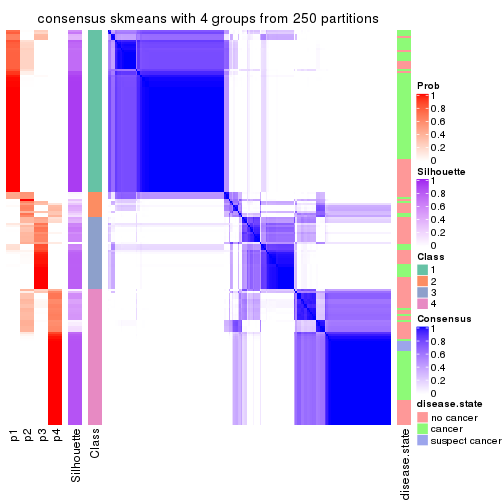 consensus skmeans with 4 groups from 250 partitions
Prob
1
0.8
0.6
0.4
0.2
0
Silhouette
1
0.8
0.6
0.4
0.2
0
Class
1
2
3
4
Consensus
1
0.8
0.6
0.4
0.2
0
disease.state
no cancer
cancer
suspect cancer
p1
p2
p3
p4
Silhouette
Class
disease.state